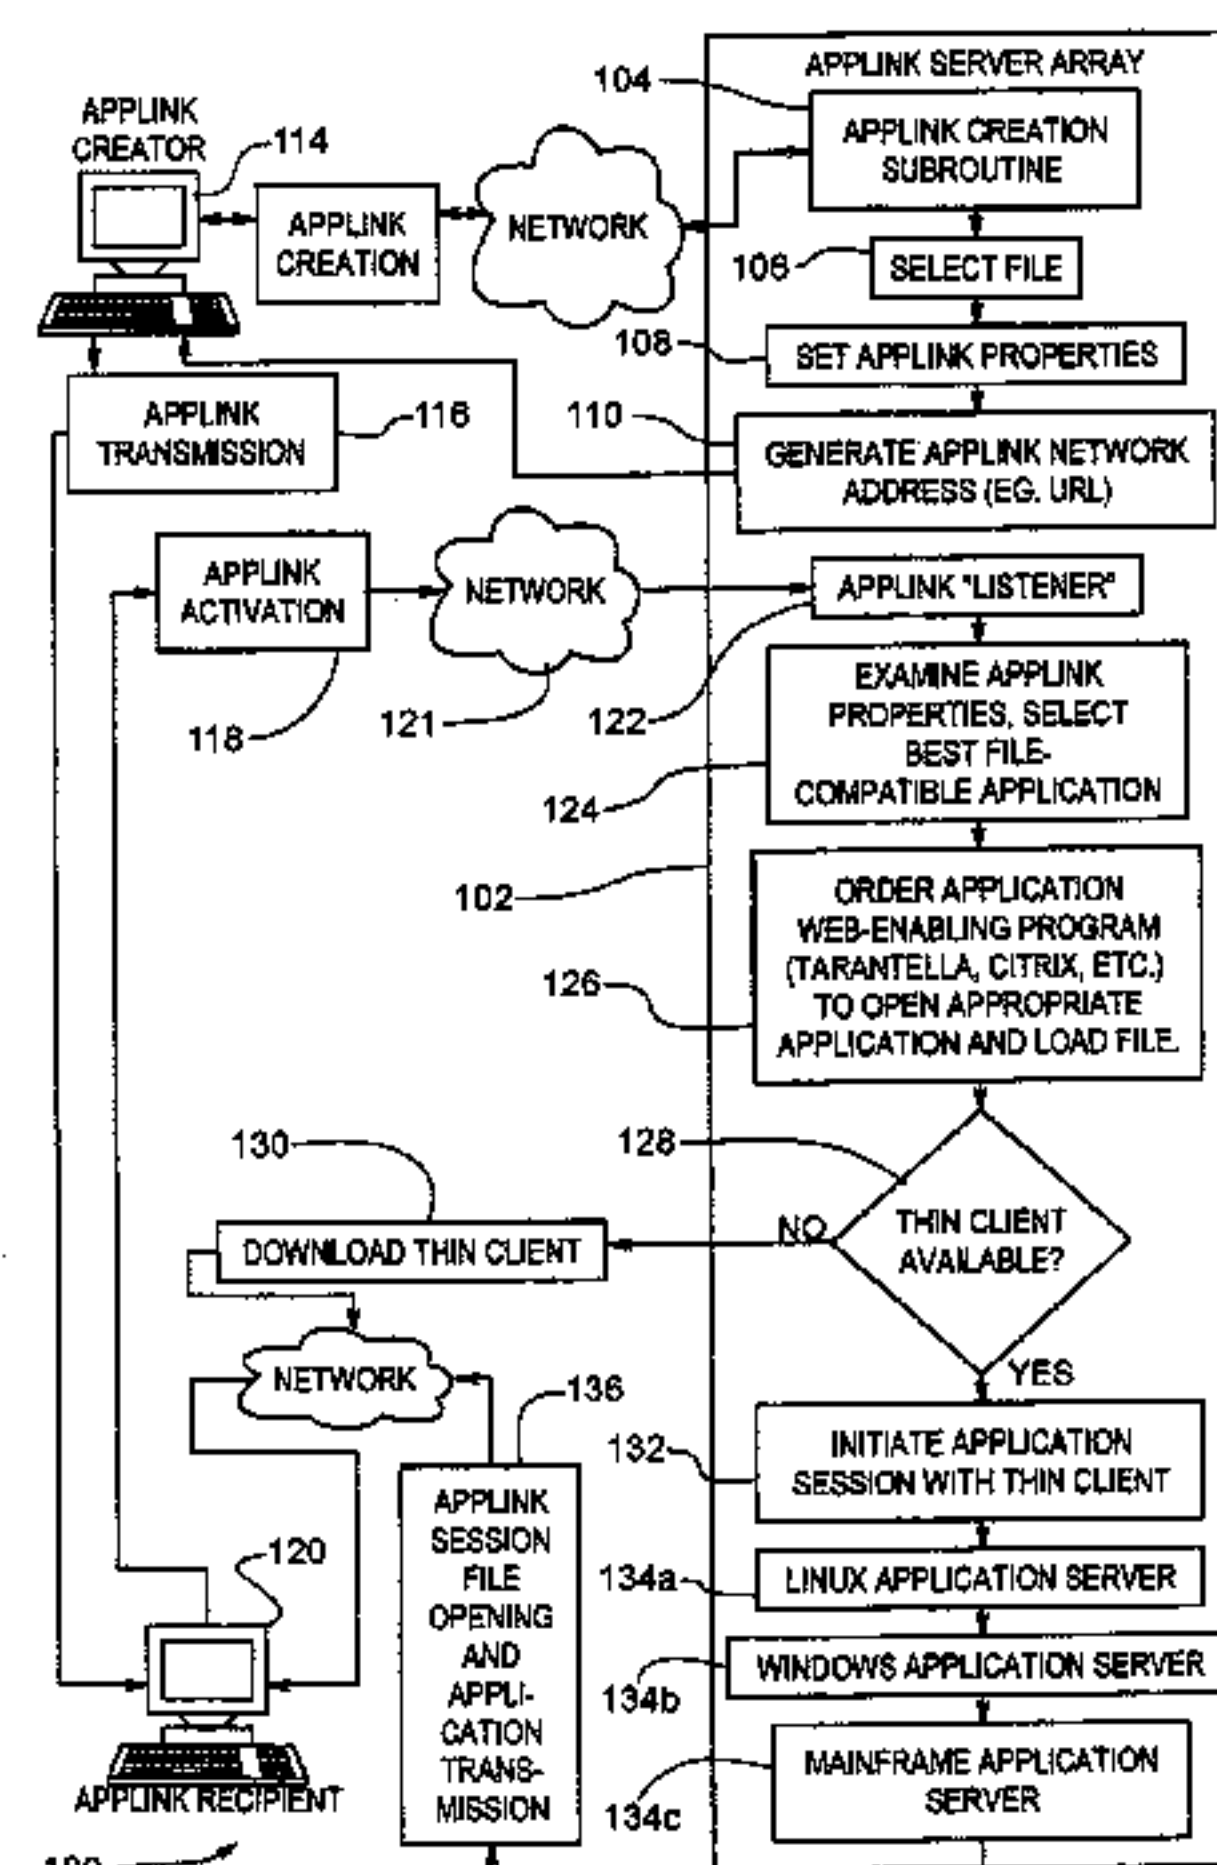 APPLINK SERVER ARRAY
104
APPLINK CREATION
SUBROUTINE
APPLINK
CREATOR
114
APPLINK
CREATION
NETWORK
106
SELECT FILE
108
SET APPLINK PROPERTIES
110
GENERATE APPLINK NETWORK
ADDRESS (EG. URL)
APPLINK
TRANSMISSION
116
APPLINK
ACTIVATION
118
NETWORK
121
APPLINK "LISTENER"
122
EXAMINE APPLINK
PROPERTIES, SELECT
BEST FILE-
COMPATIBLE APPLICATION
124
102
ORDER APPLICATION
WEB-ENABLING PROGRAM
(TARANTELLA, CITRIX, ETC.)
TO OPEN APPROPRIATE
APPLICATION AND LOAD FILE.
126
128
THIN CLIENT
AVAILABLE?
NO
YES
130
DOWNLOAD THIN CLIENT
NETWORK
136
APPLINK
SESSION
FILE
OPENING
AND
APPLI-
CATION
TRANS-
MISSION
132
INITIATE APPLICATION
SESSION WITH THIN CLIENT
134a
LINUX APPLICATION SERVER
134b
WINDOWS APPLICATION SERVER
134c
MAINFRAME APPLICATION
SERVER
120
APPLINK RECIPIENT